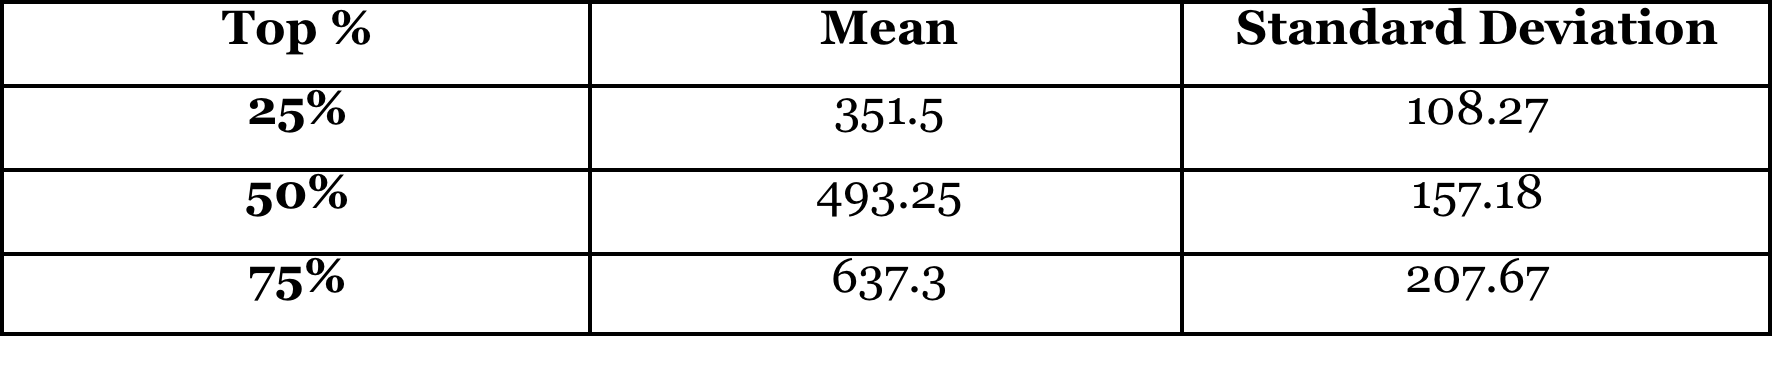 Top % Mean Standard Deviation
25% 351.5 108.27
50% 493.25 157.18
75% 637.3 207.67